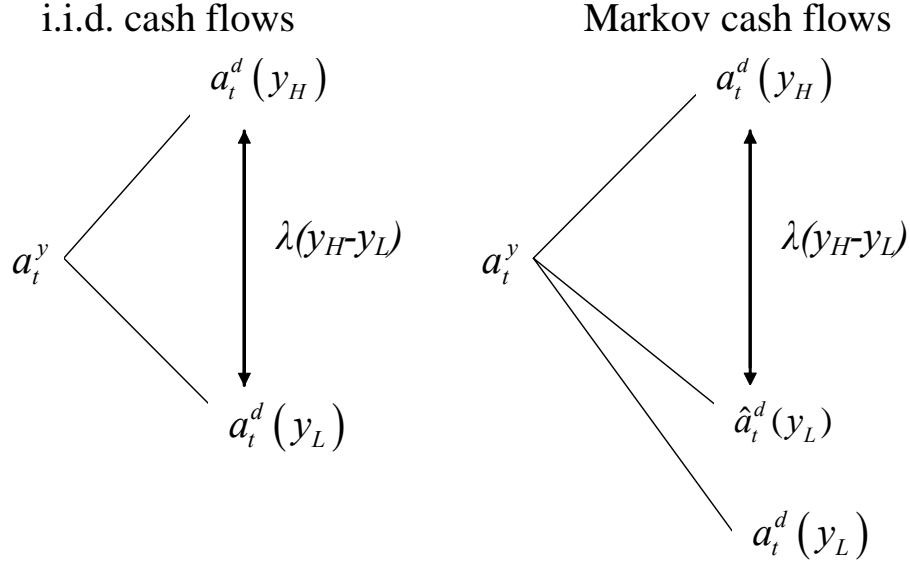 i.i.d. cash flows
a_t^d (y_H)
a_t^y
λ(y_H-y_L)
a_t^d (y_L)
Markov cash flows
a_t^d (y_H)
a_t^y
λ(y_H-y_L)
â_t^d (y_L)
a_t^d (y_L)